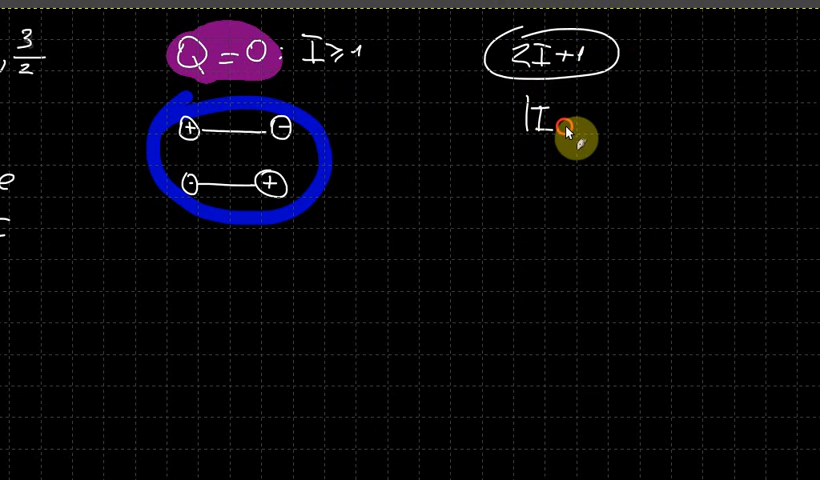 , 3/2
Q = 0 : I ≥ 1
2I+1
⊕ — ⊖
|I
⊖ — ⊕
e